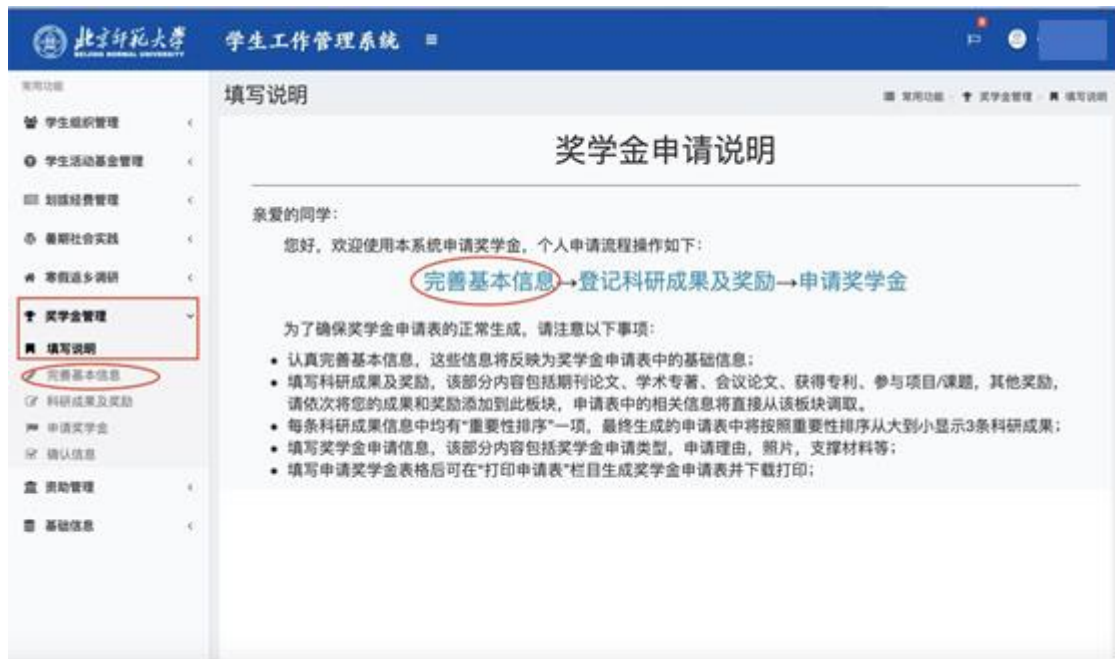 北京师范大学
BEIJING NORMAL UNIVERSITY
学生工作管理系统
常用功能
填写说明
常用功能 奖学金管理 填写说明
学生组织管理
学生活动基金管理
划拨经费管理
暑期社会实践
寒假返乡调研
奖学金管理
填写说明
完善基本信息
科研成果及奖励
申请奖学金
确认信息
资助管理
基础信息
奖学金申请说明
亲爱的同学：
您好，欢迎使用本系统申请奖学金，个人申请流程操作如下：
完善基本信息→登记科研成果及奖励→申请奖学金
为了确保奖学金申请表的正常生成，请注意以下事项：
• 认真完善基本信息，这些信息将反映为奖学金申请表中的基础信息；
• 填写科研成果及奖励，该部分内容包括期刊论文、学术专著、会议论文、获得专利、参与项目/课题，其他奖励，
请依次将您的成果和奖励添加到此板块，申请表中的相关信息将直接从该板块调取。
• 每条科研成果信息中均有“重要性排序”一项，最终生成的申请表中将按照重要性排序从大到小显示3条科研成果；
• 填写奖学金申请信息，该部分内容包括奖学金申请类型，申请理由，照片，支撑材料等；
• 填写申请奖学金表格后可在“打印申请表”栏目生成奖学金申请表并下载打印；